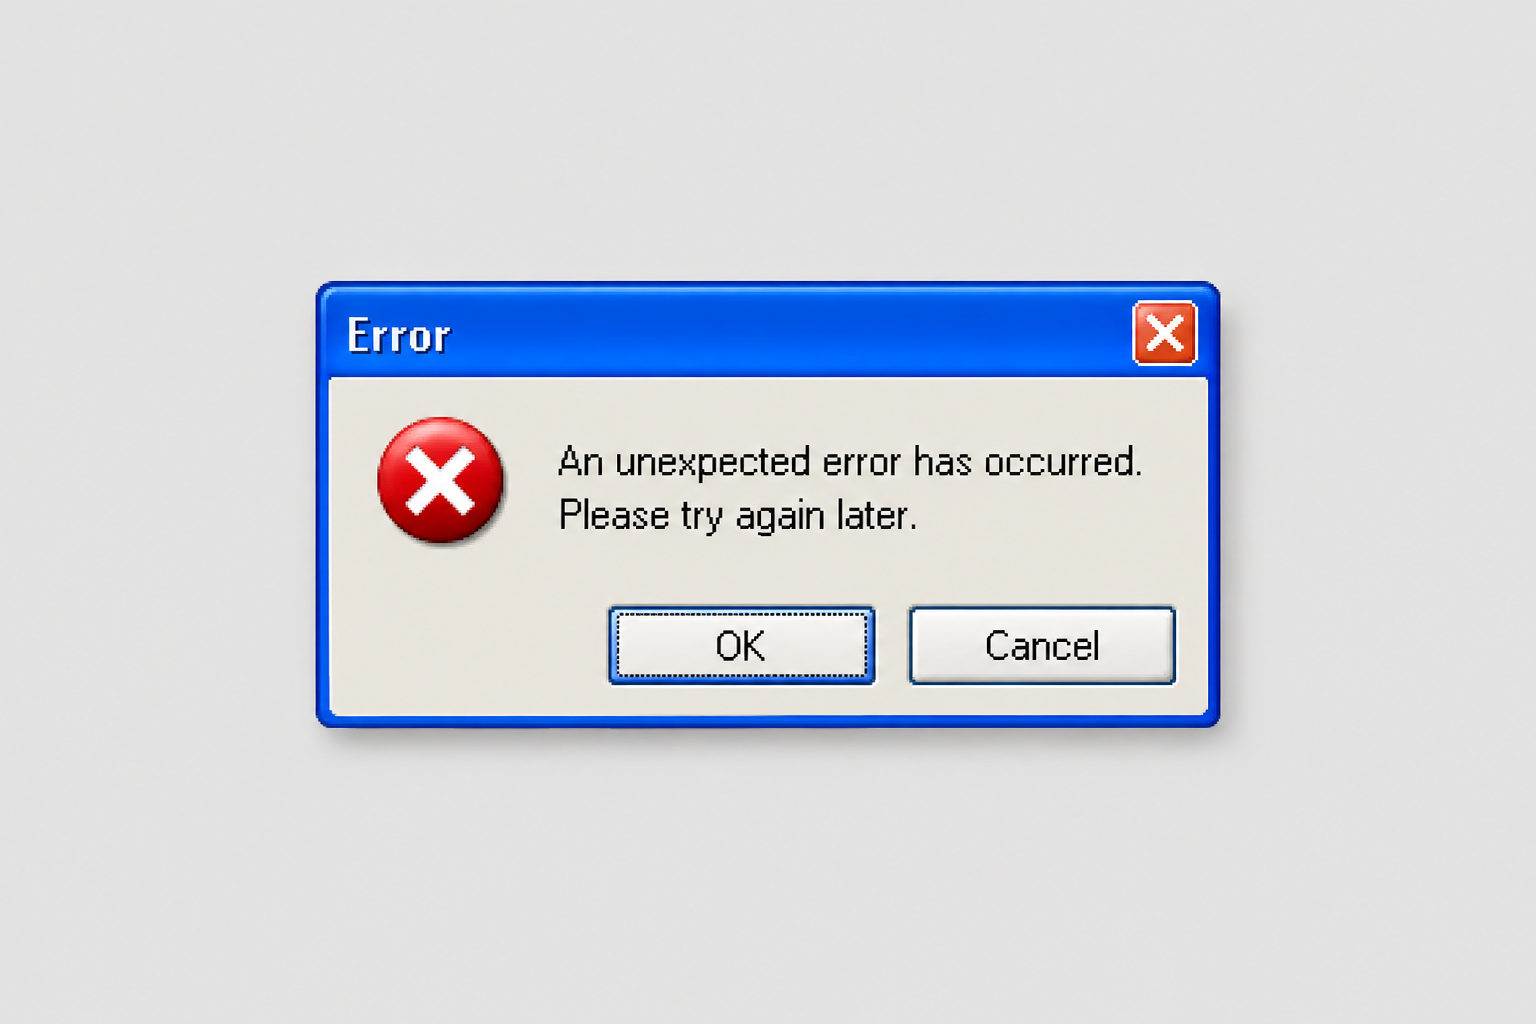 Error
An unexpected error has occurred.
Please try again later.
OK
Cancel